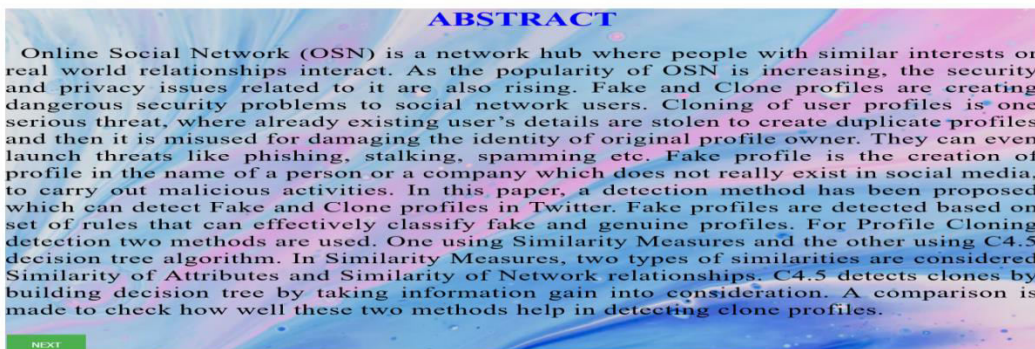 ABSTRACT
Online Social Network (OSN) is a network hub where people with similar interests or
real world relationships interact. As the popularity of OSN is increasing, the security
and privacy issues related to it are also rising. Fake and Clone profiles are creating
dangerous security problems to social network users. Cloning of user profiles is one
serious threat, where already existing user's details are stolen to create duplicate profiles
and then it is misused for damaging the identity of original profile owner. They can even
launch threats like phishing, stalking, spamming etc. Fake profile is the creation of
profile in the name of a person or a company which does not really exist in social media,
to carry out malicious activities. In this paper, a detection method has been proposed
which can detect Fake and Clone profiles in Twitter. Fake profiles are detected based on
set of rules that can effectively classify fake and genuine profiles. For Profile Cloning
detection two methods are used. One using Similarity Measures and the other using C4.5
decision tree algorithm. In Similarity Measures, two types of similarities are considered
Similarity of Attributes and Similarity of Network relationships. C4.5 detects clones by
building decision tree by taking information gain into consideration. A comparison is
made to check how well these two methods help in detecting clone profiles.
NEXT